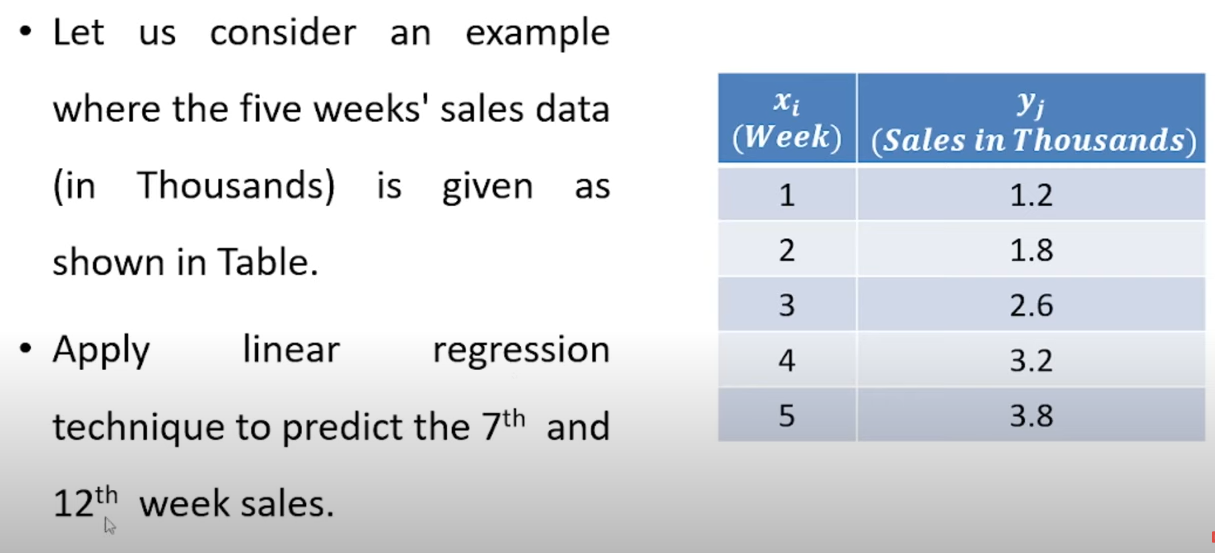 • Let us consider an example
where the five weeks' sales data
(in Thousands) is given as
shown in Table.
• Apply linear regression
technique to predict the 7th and
12th week sales.
xᵢ yⱼ
(Week) (Sales in Thousands)
1 1.2
2 1.8
3 2.6
4 3.2
5 3.8